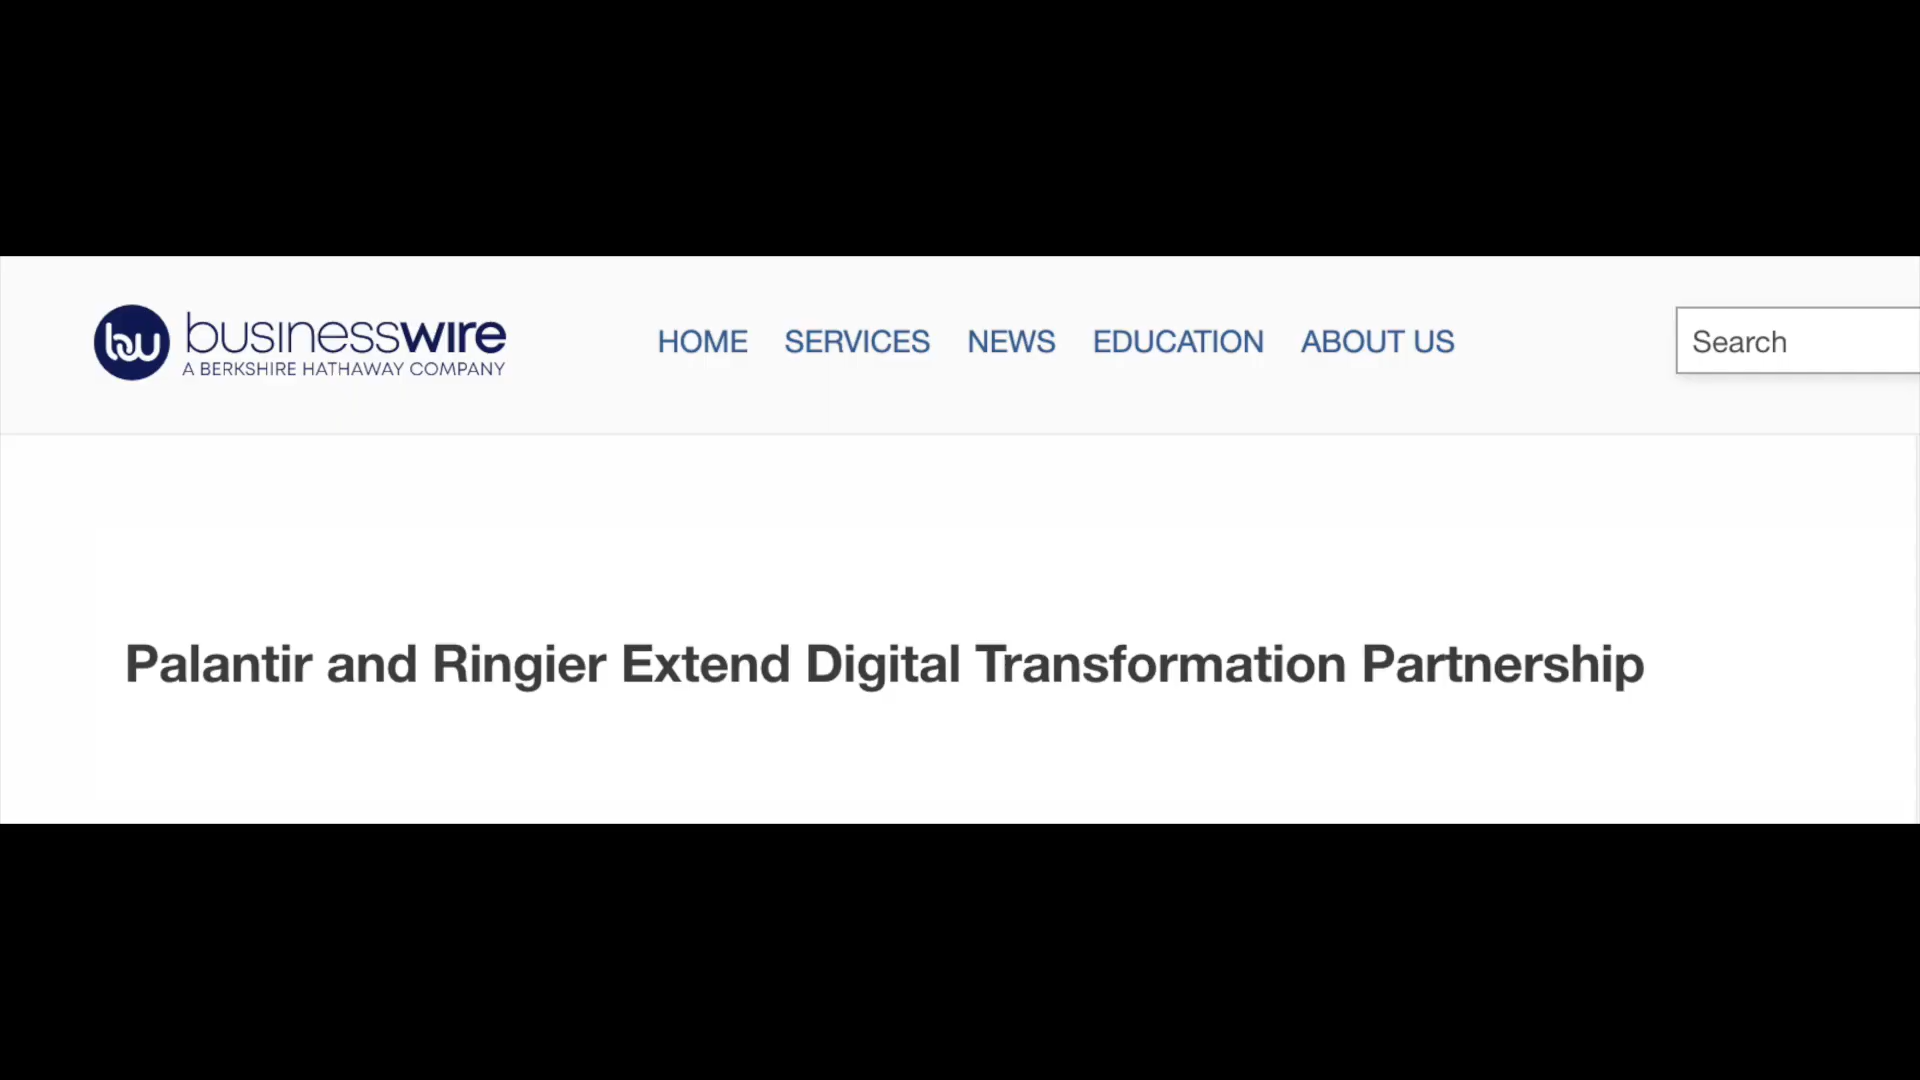 businesswire
A BERKSHIRE HATHAWAY COMPANY
HOME SERVICES NEWS EDUCATION ABOUT US
Search
Palantir and Ringier Extend Digital Transformation Partnership